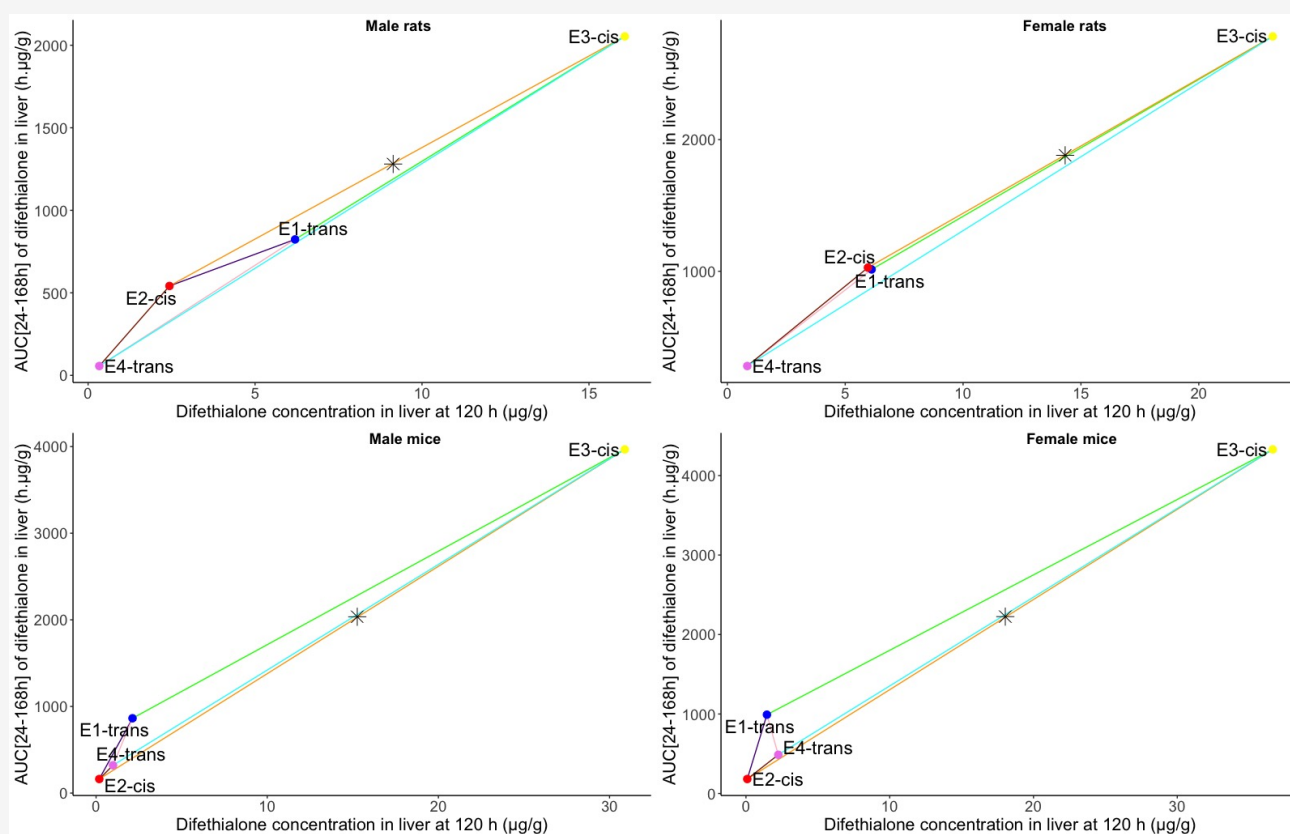 Male rats
AUC[24-168h] of difethialone in liver (h.µg/g)
2000
1500
1000
500
0
E3-cis
E1-trans
E2-cis
E4-trans
0 5 10 15
Difethialone concentration in liver at 120 h (µg/g)
Female rats
AUC[24-168h] of difethialone in liver (h.µg/g)
2000
1000
E3-cis
E2-cis
E1-trans
E4-trans
0 5 10 15 20
Difethialone concentration in liver at 120 h (µg/g)
Male mice
AUC[24-168h] of difethialone in liver (h.µg/g)
4000
3000
2000
1000
0
E3-cis
E1-trans
E4-trans
E2-cis
0 10 20 30
Difethialone concentration in liver at 120 h (µg/g)
Female mice
AUC[24-168h] of difethialone in liver (h.µg/g)
4000
3000
2000
1000
0
E3-cis
E1-trans
E4-trans
E2-cis
0 10 20 30
Difethialone concentration in liver at 120 h (µg/g)